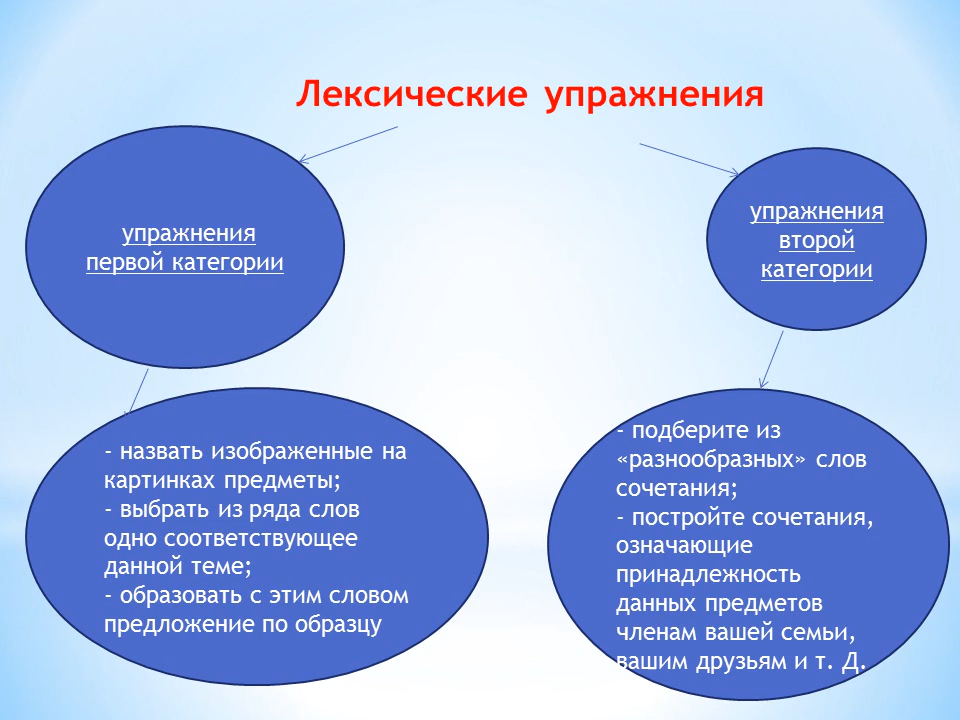 Лексические упражнения
упражнения
первой категории
упражнения
второй
категории
- назвать изображенные на
картинках предметы;
- выбрать из ряда слов
одно соответствующее
данной теме;
- образовать с этим словом
предложение по образцу
- подберите из
«разнообразных» слов
сочетания;
- постройте сочетания,
означающие
принадлежность
данных предметов
членам вашей семьи,
вашим друзьям и т. Д.